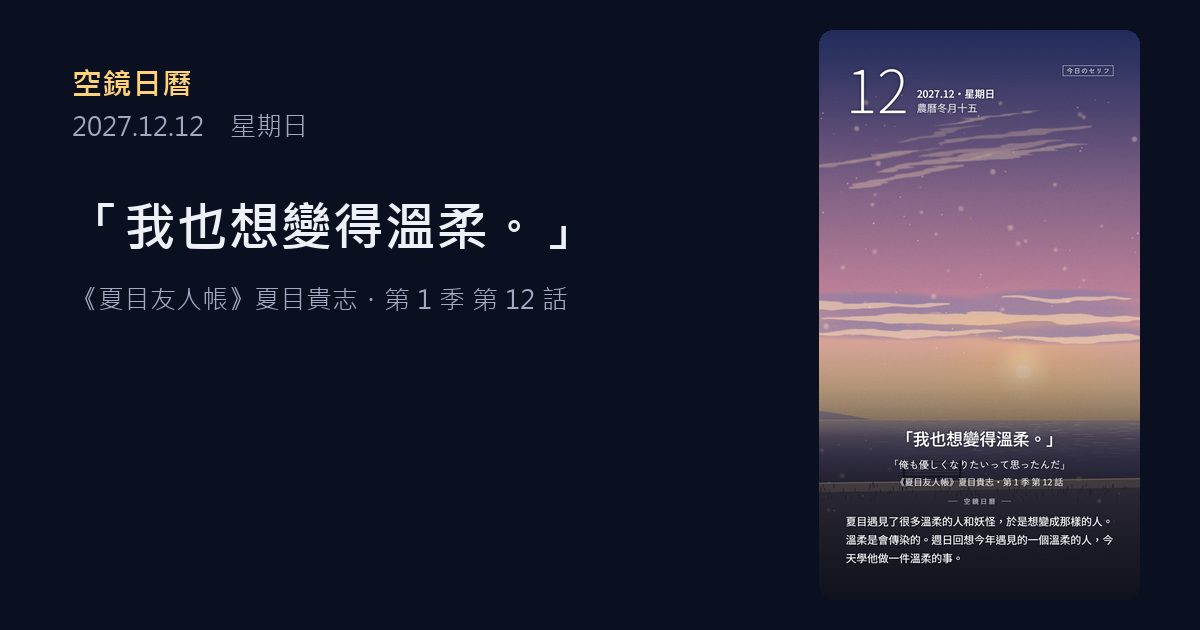 空鏡日曆
2027.12.12　星期日
「我也想變得溫柔。」
《夏目友人帳》夏目貴志・第 1 季 第 12 話
12
2027.12・星期日
農曆冬月十五
今日のセリフ
「我也想變得溫柔。」
「俺も優しくなりたいって思ったんだ」
《夏目友人帳》夏目貴志・第 1 季 第 12 話
— 空鏡日曆 —
夏目遇見了很多溫柔的人和妖怪，於是想變成那樣的人。
溫柔是會傳染的。週日回想今年遇見的一個溫柔的人，今
天學他做一件溫柔的事。